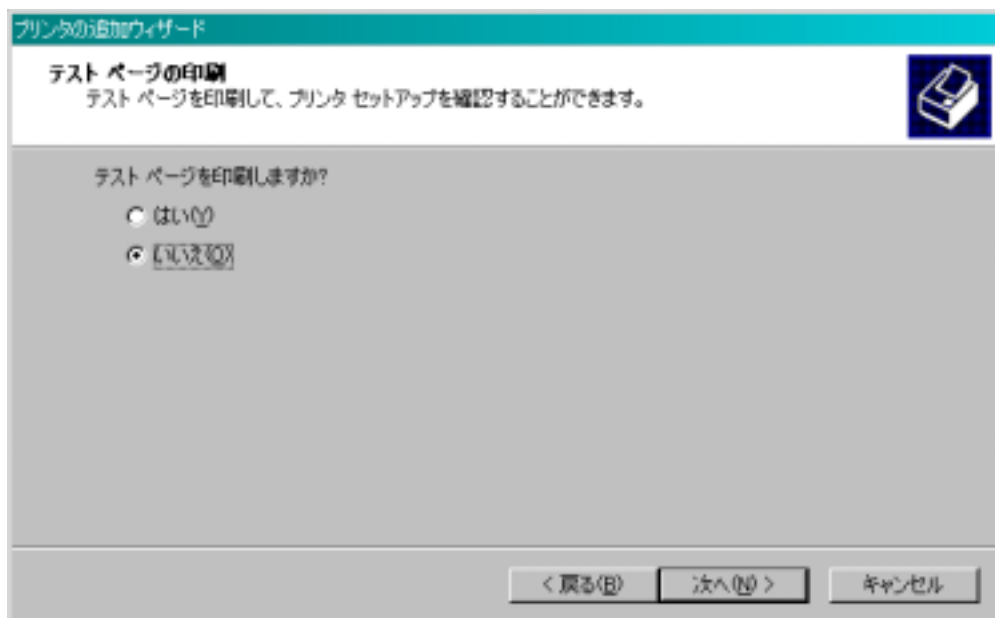 プリンタの追加ウィザード
テスト ページの印刷
テスト ページを印刷して、プリンタ セットアップを確認することができます。
テスト ページを印刷しますか?
はい(Y)
いいえ(O)
< 戻る(B)
次へ(N) >
キャンセル